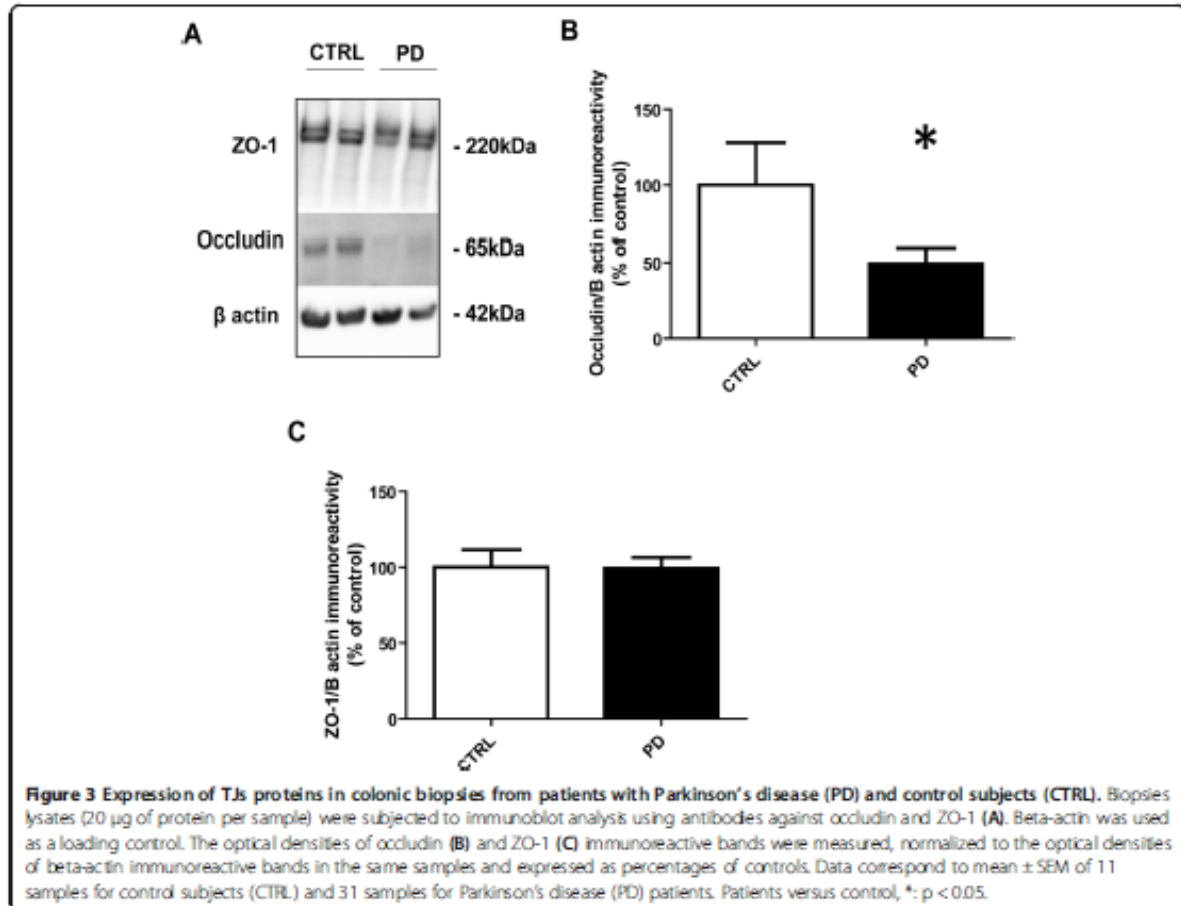 A
CTRL PD
ZO-1
- 220kDa
Occludin
- 65kDa
β actin
- 42kDa
B
Occludin/B actin immunoreactivity
(% of control)
150
100
50
0
CTRL
PD
*
C
ZO-1/B actin immunoreactivity
(% of control)
150
100
50
0
CTRL
PD
Figure 3 Expression of TJs proteins in colonic biopsies from patients with Parkinson's disease (PD) and control subjects (CTRL). Biopsies
lysates (20 μg of protein per sample) were subjected to immunoblot analysis using antibodies against occludin and ZO-1 (A). Beta-actin was used
as a loading control. The optical densities of occludin (B) and ZO-1 (C) immunoreactive bands were measured, normalized to the optical densities
of beta-actin immunoreactive bands in the same samples and expressed as percentages of controls. Data correspond to mean ± SEM of 11
samples for control subjects (CTRL) and 31 samples for Parkinson's disease (PD) patients. Patients versus control, *: p < 0.05.